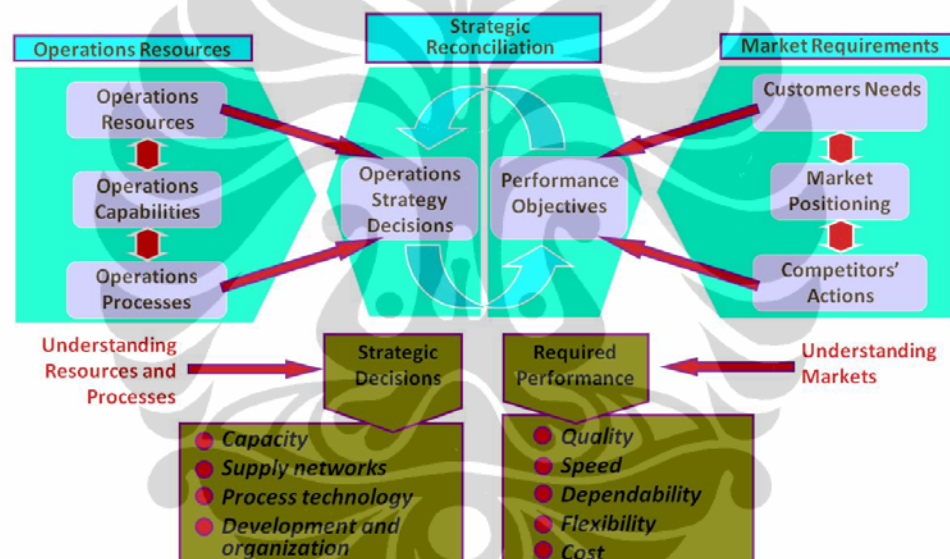 Operations Resources
Strategic
Reconciliation
Market Requirements
Operations
Resources
Operations
Capabilities
Operations
Processes
Operations
Strategy
Decisions
Performance
Objectives
Customers Needs
Market
Positioning
Competitors’
Actions
Understanding
Resources and
Processes
Strategic
Decisions
Required
Performance
Understanding
Markets
Capacity
Supply networks
Process technology
Development and
organization
Quality
Speed
Dependability
Flexibility
Cost